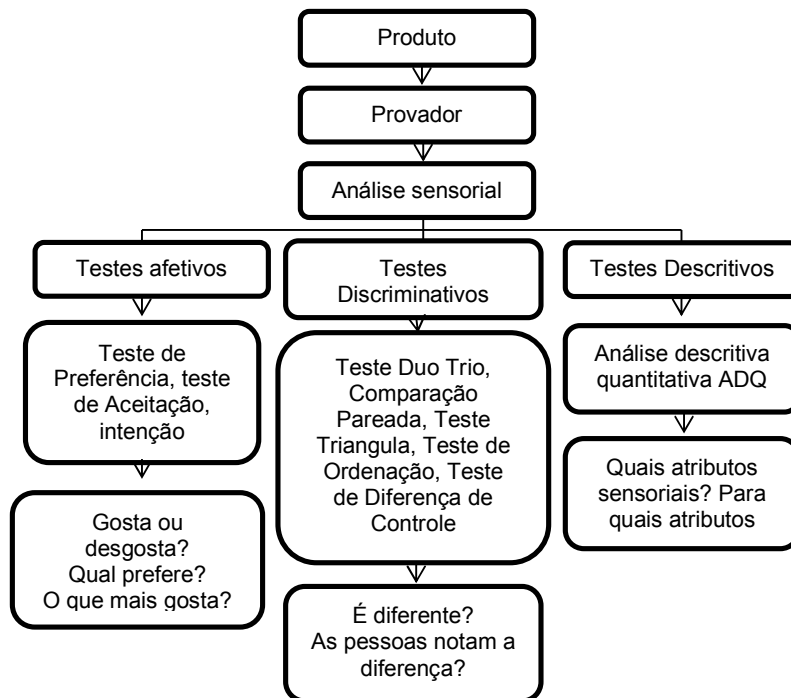 Produto
Provador
Análise sensorial
Testes afetivos
Testes
Discriminativos
Testes Descritivos
Teste de
Preferência, teste
de Aceitação,
intenção
Teste Duo Trio,
Comparação
Pareada, Teste
Triangula, Teste de
Ordenação, Teste
de Diferença de
Controle
Análise descritiva
quantitativa ADQ
Gosta ou
desgosta?
Qual prefere?
O que mais gosta?
É diferente?
As pessoas notam a
diferença?
Quais atributos
sensoriais? Para
quais atributos